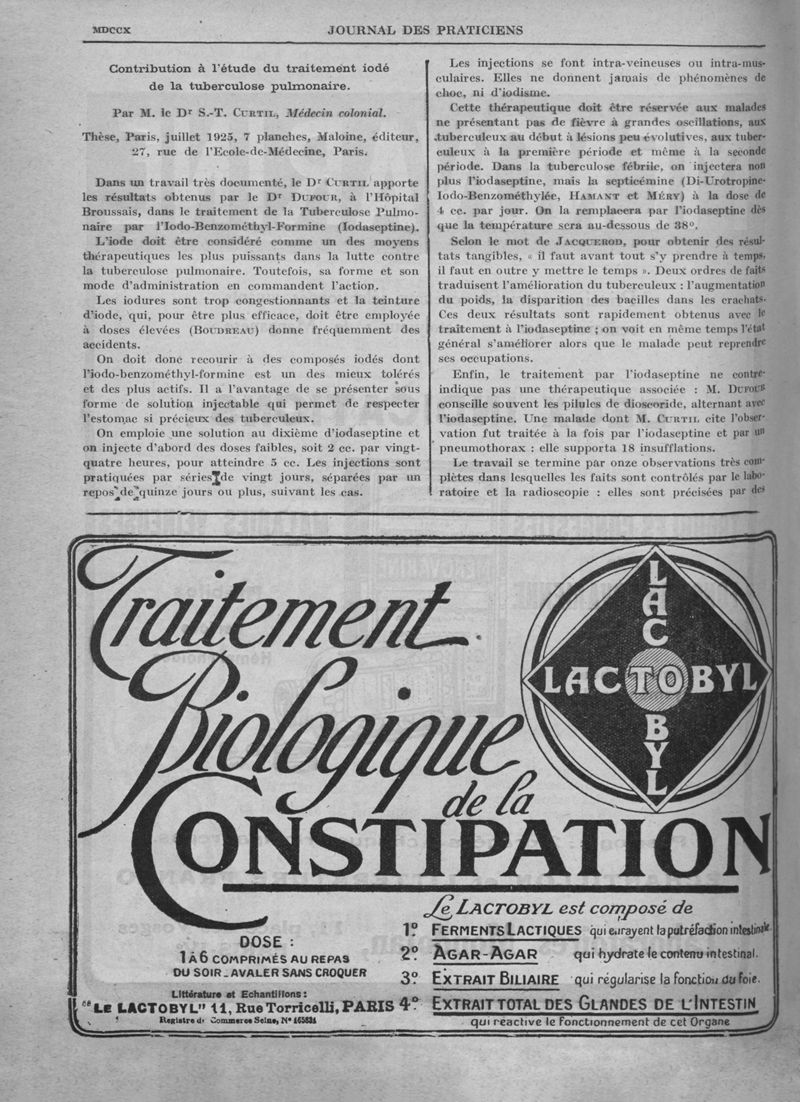 MDCCX
JOURNAL DES PRATICIENS
Contribution à l'étude du traitement iodé
de la tuberculose pulmonaire.
Par M. le Dr S.-T. CURTIL, Médecin colonial.
Thèse, Paris, juillet 1925, 7 planches, Maloine, éditeur,
27, rue de l'Ecole-de-Médecine, Paris.
Dans un travail très documenté, le Dr CURTIL apporte
les résultats obtenus par le Dr DUFOUR, à l'Hôpital
Broussais, dans le traitement de la Tuberculose Pulmo-
naire par l'Iodo-Benzométhyl-Formine (Iodaseptine).
L'iode doit être considéré comme un des moyens
thérapeutiques les plus puissants dans la lutte contre
la tuberculose pulmonaire. Toutefois, sa forme et son
mode d'administration en commandent l'action.
Les iodures sont trop congestionnants et la teinture
d'iode, qui, pour être plus efficace, doit être employée
à doses élevées (BOUDREAU) donne fréquemment des
accidents.
On doit donc recourir à des composés iodés dont
l'iodo-benzométhyl-formine est un des mieux tolérés
et des plus actifs. Il a l'avantage de se présenter sous
forme de solution injectable qui permet de respecter
l'estomac si précieux des tuberculeux.
On emploie une solution au dixième d'iodaseptine et
on injecte d'abord des doses faibles, soit 2 cc. par vingt-
quatre heures, pour atteindre 5 cc. Les injections sont
pratiquées par séries de vingt jours, séparées par un
repos de quinze jours ou plus, suivant les cas.
Les injections se font intra-veineuses ou intra-mus-
culaires. Elles ne donnent jamais de phénomènes de
choc, ni d'iodisme.
Cette thérapeutique doit être réservée aux malades
ne présentant pas de fièvre à grandes oscillations, aux
tuberculeux au début à lésions peu évolutives, aux tuber-
culeux à la première période et même à la seconde
période. Dans la tuberculose fébrile, on injectera non
plus l'iodaseptine, mais la septicémine (Di-Urotropine-
Iodo-Benzométhylée, HAMANT et MÉRY) à la dose de
4 cc. par jour. On la remplacera par l'iodaseptine dès
que la température sera au-dessous de 38°.
Selon le mot de JACQUEROD, pour obtenir des résul-
tats tangibles, « il faut avant tout s'y prendre à temps,
il faut en outre y mettre le temps ». Deux ordres de faits
traduisent l'amélioration du tuberculeux : l'augmentation
du poids, la disparition des bacilles dans les crachats.
Ces deux résultats sont rapidement obtenus avec le
traitement à l'iodaseptine ; on voit en même temps l'état
général s'améliorer alors que le malade peut reprendre
ses occupations.
Enfin, le traitement par l'iodaseptine ne contre-
indique pas une thérapeutique associée : M. DUFOUR
conseille souvent les pilules de dioscoride, alternant avec
l'iodaseptine. Une malade dont M. CURTIL cite l'obser-
vation fut traitée à la fois par l'iodaseptine et par un
pneumothorax : elle supporta 18 insufflations.
Le travail se termine par onze observations très com-
plètes dans lesquelles les faits sont contrôlés par le labo-
ratoire et la radioscopie : elles sont précisées par des
Traitement
Biologique
de la
CONSTIPATION
LACTOBYL
LACTOBYL
Le LACTOBYL est composé de
1° FERMENTS LACTIQUES qui enrayent la putréfaction intestinale.
2° AGAR-AGAR qui hydrate le contenu intestinal.
3° EXTRAIT BILIAIRE qui régularise la fonction du foie.
4° EXTRAIT TOTAL DES GLANDES DE L'INTESTIN
qui réactive le Fonctionnement de cet Organe
DOSE :
1 À 6 COMPRIMÉS AU REPAS
DU SOIR _ AVALER SANS CROQUER
Littérature et Echantillons :
"LE LACTOBYL" 11, Rue Torricelli, PARIS
Registre du Commerce Seine, N°